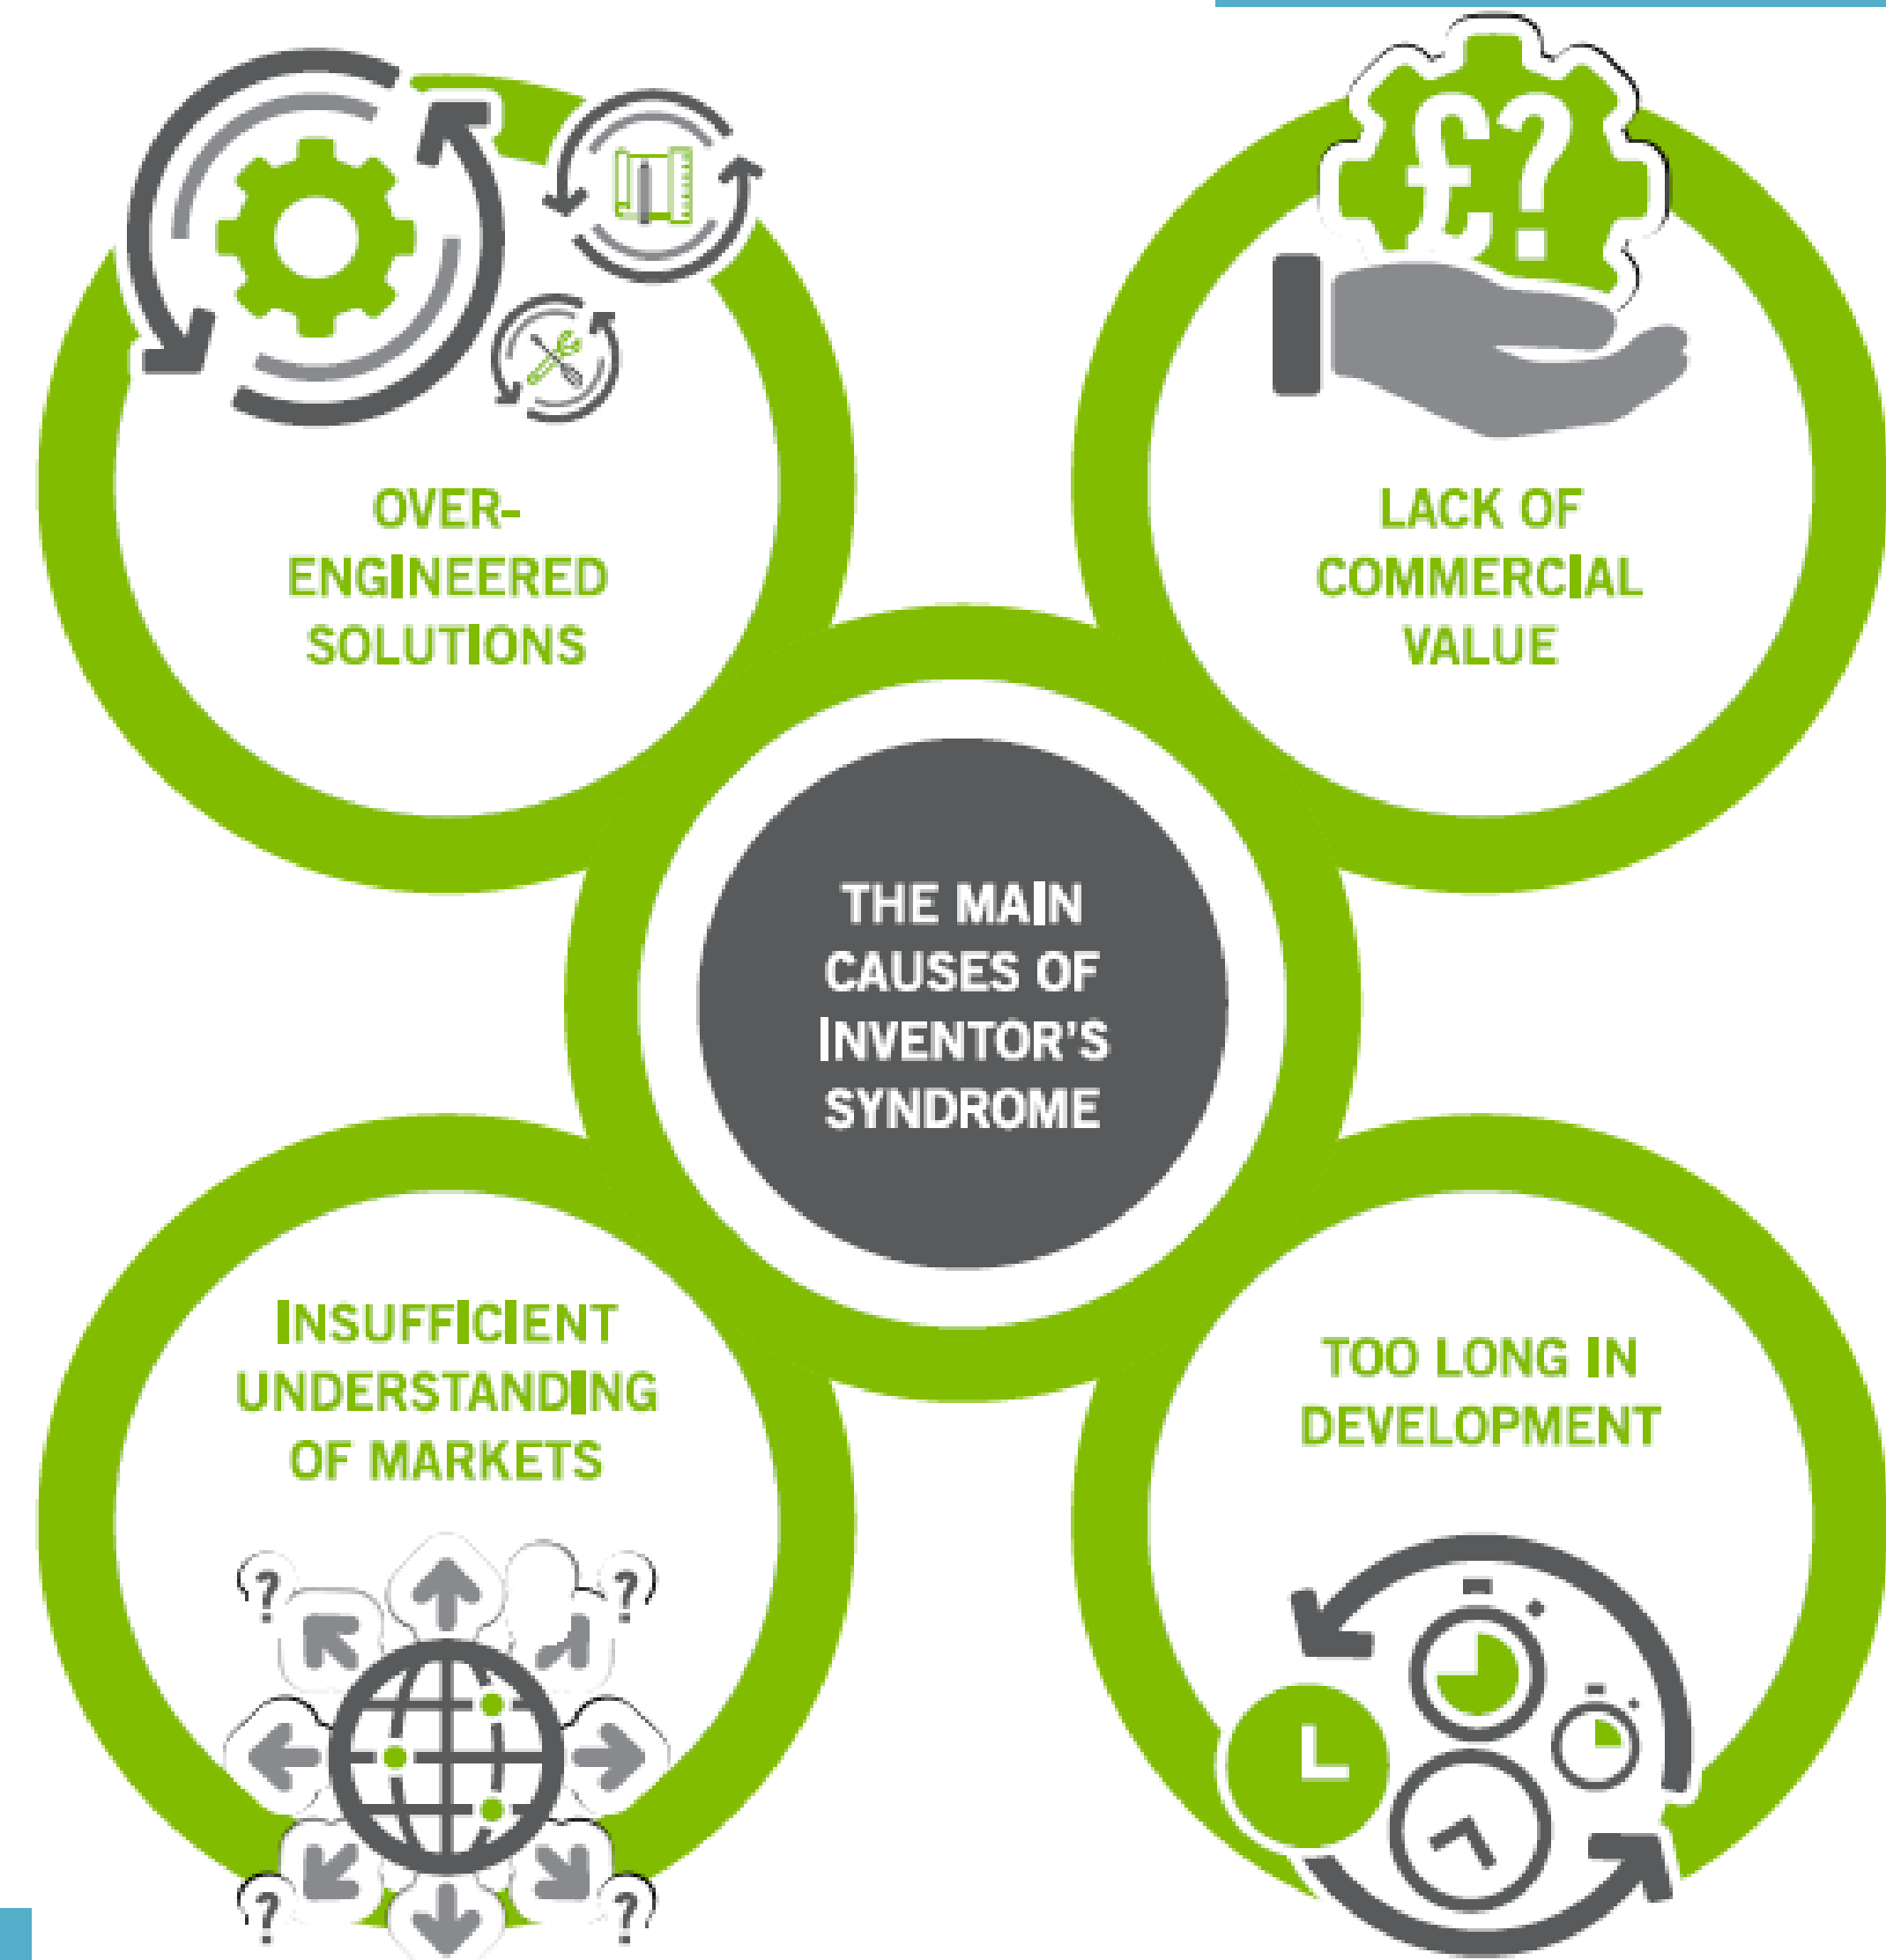 £?
OVER-
ENGINEERED
SOLUTIONS
LACK OF
COMMERCIAL
VALUE
THE MAIN
CAUSES OF
INVENTOR'S
SYNDROME
INSUFFICIENT
UNDERSTANDING
OF MARKETS
? ?
? ?
TOO LONG IN
DEVELOPMENT